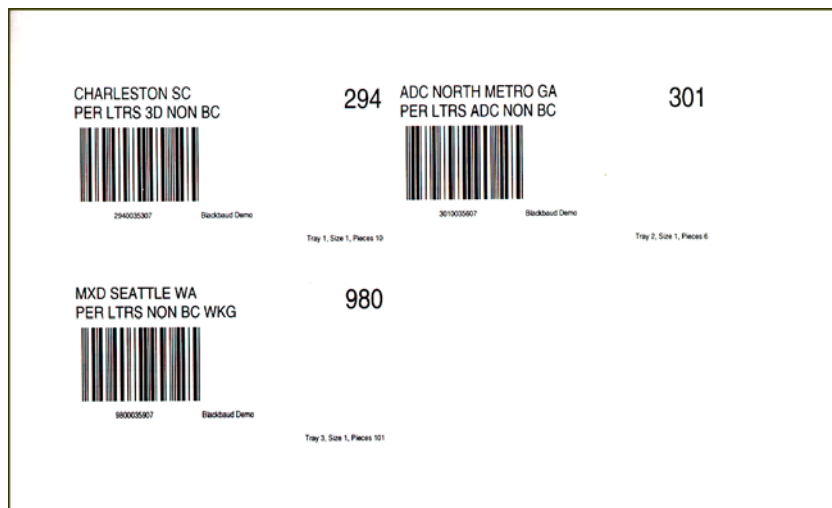 CHARLESTON SC 294
PER LTRS 3D NON BC
2940035307 Blackbaud Demo
Tray 1, Size 1, Pieces 10
ADC NORTH METRO GA 301
PER LTRS ADC NON BC
3010035607 Blackbaud Demo
Tray 2, Size 1, Pieces 6
MXD SEATTLE WA 980
PER LTRS NON BC WKG
9800035907 Blackbaud Demo
Tray 3, Size 1, Pieces 101